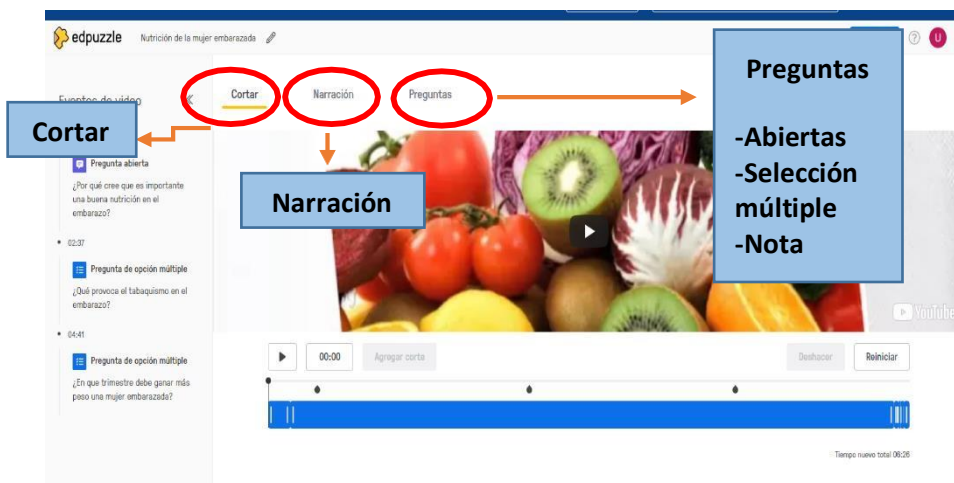 edpuzzle
Nutrición de la mujer embarazada
U
Cortar
Narración
Preguntas
Cortar
Narración
Preguntas
-Abiertas
-Selección
múltiple
-Nota
Pregunta abierta
¿Por qué cree que es importante
una buena nutrición en el
embarazo?
02:37
Pregunta de opción múltiple
¿Qué provoca el tabaquismo en el
embarazo?
04:41
Pregunta de opción múltiple
¿En que trimestre debe ganar más
peso una mujer embarazada?
YouTube
00:00
Agregar corte
Deshacer
Reiniciar
Tiempo nuevo total 06:26